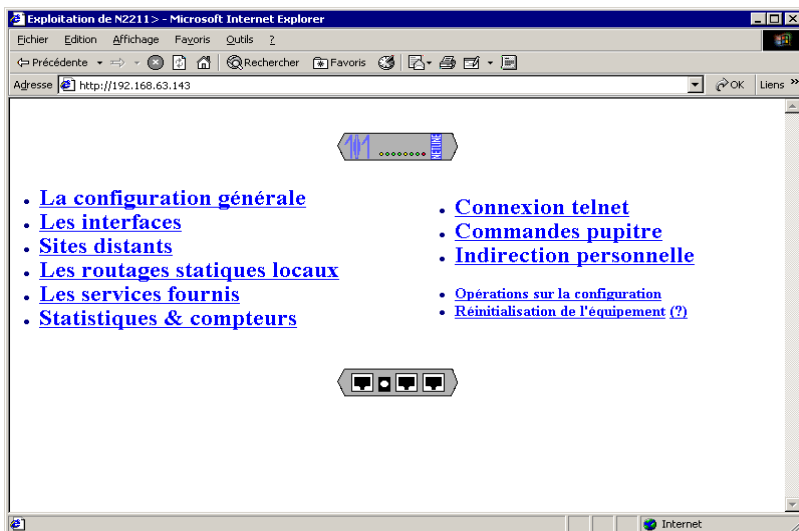 Exploitation de N2211> - Microsoft Internet Explorer
Fichier Edition Affichage Favoris Outils ?
Précédente Rechercher Favoris
Adresse http://192.168.63.143 OK Liens »
101 NETLINE
La configuration générale
Les interfaces
Sites distants
Les routages statiques locaux
Les services fournis
Statistiques & compteurs
Connexion telnet
Commandes pupitre
Indirection personnelle
Opérations sur la configuration
Réinitialisation de l'équipement (?)
Internet